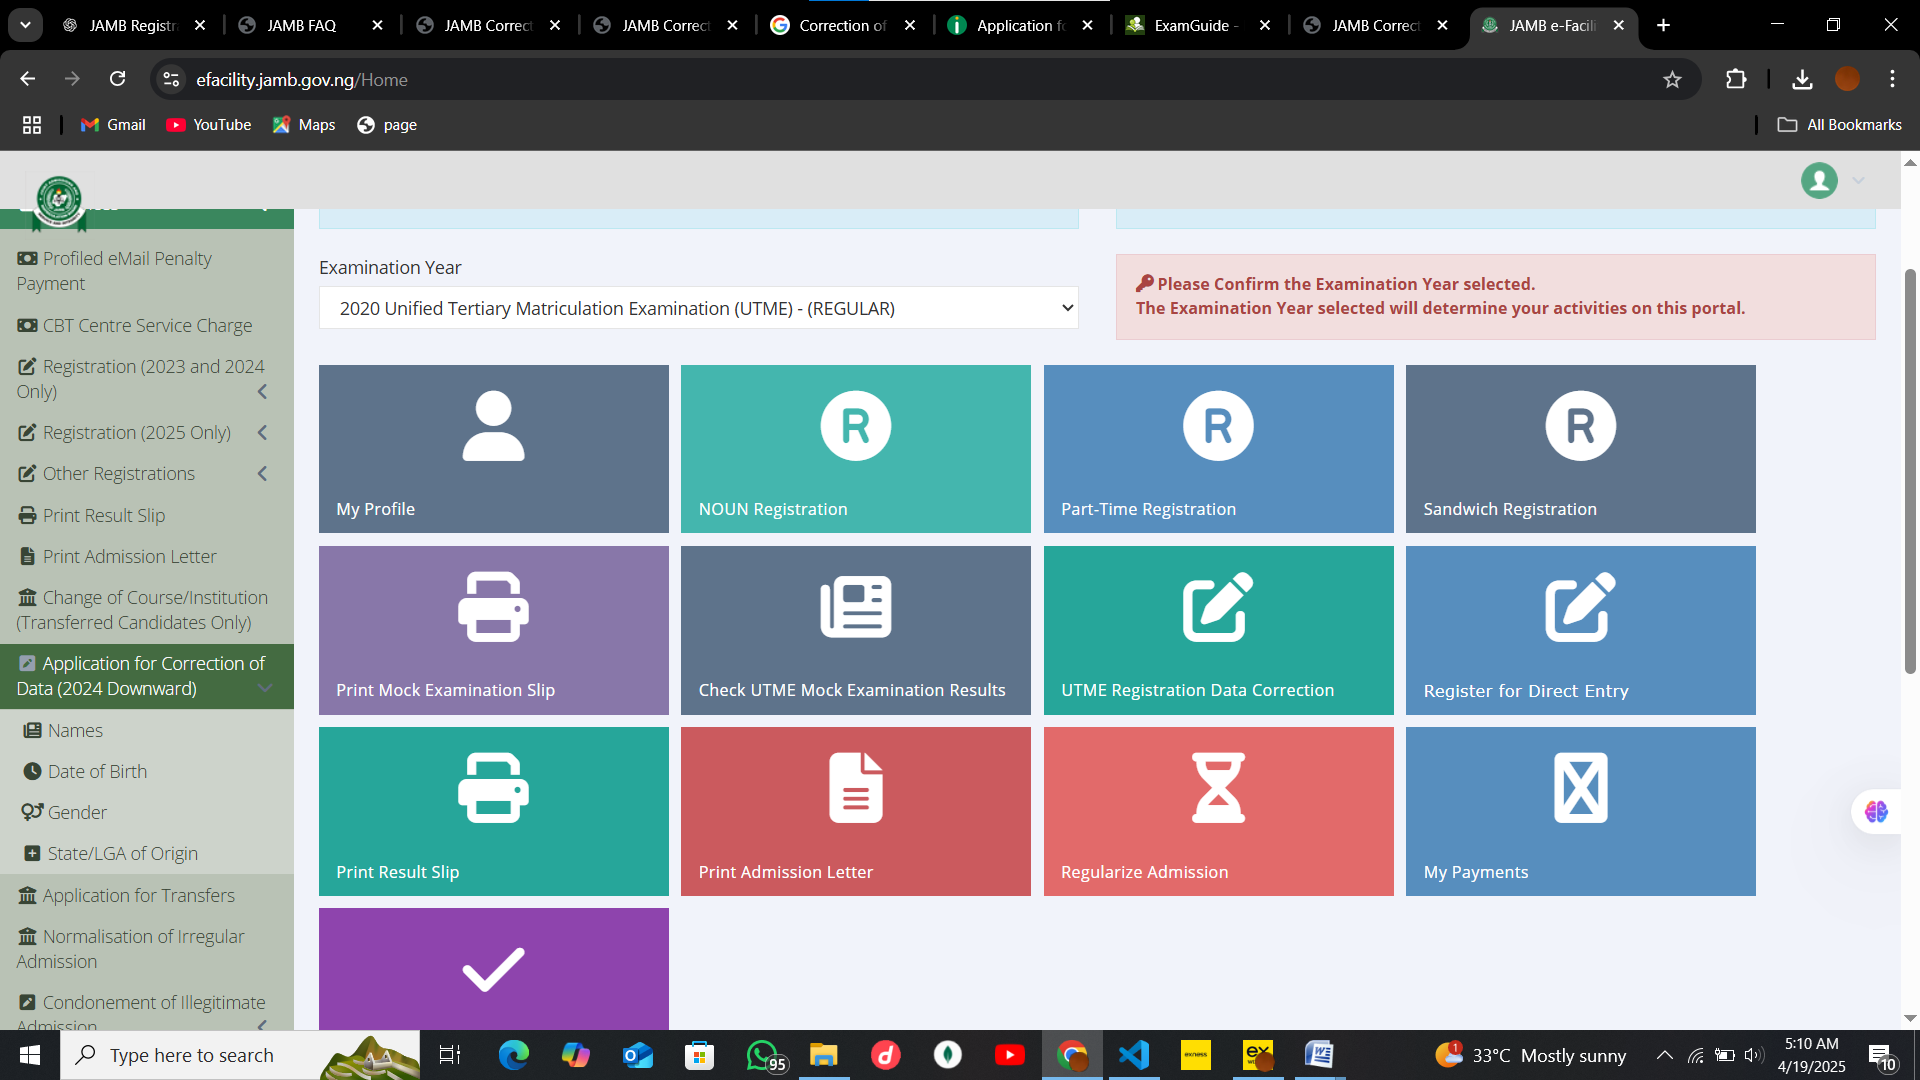 JAMB Registr
JAMB FAQ
JAMB Correct
JAMB Correct
Correction of
Application fo
ExamGuide -
JAMB Correct
JAMB e-Facili
efacility.jamb.gov.ng/Home
Gmail
YouTube
Maps
page
All Bookmarks
Profiled eMail Penalty
Payment
CBT Centre Service Charge
Registration (2023 and 2024
Only)
Registration (2025 Only)
Other Registrations
Print Result Slip
Print Admission Letter
Change of Course/Institution
(Transferred Candidates Only)
Application for Correction of
Data (2024 Downward)
Names
Date of Birth
Gender
State/LGA of Origin
Application for Transfers
Normalisation of Irregular
Admission
Condonement of Illegitimate
Admission
Examination Year
2020 Unified Tertiary Matriculation Examination (UTME) - (REGULAR)
Please Confirm the Examination Year selected.
The Examination Year selected will determine your activities on this portal.
My Profile
R
NOUN Registration
R
Part-Time Registration
R
Sandwich Registration
Print Mock Examination Slip
Check UTME Mock Examination Results
UTME Registration Data Correction
Register for Direct Entry
Print Result Slip
Print Admission Letter
Regularize Admission
My Payments
Type here to search
95
1
33°C Mostly sunny
5:10 AM
4/19/2025
10